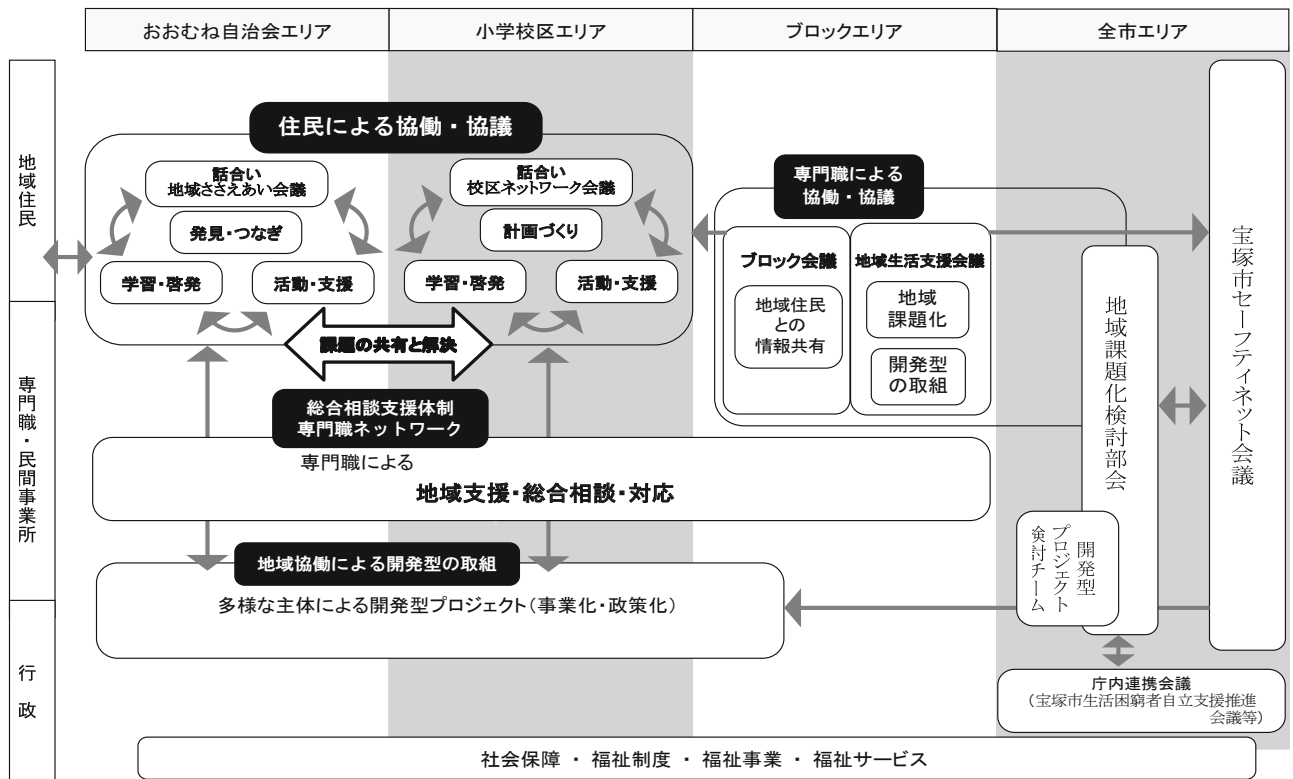 おおむね自治会エリア
小学校区エリア
ブロックエリア
全市エリア
地域住民
専門職・民間事業所
行政
住民による協働・協議
話合い
地域ささえあい会議
発見・つなぎ
学習・啓発
活動・支援
話合い
校区ネットワーク会議
計画づくり
学習・啓発
活動・支援
課題の共有と解決
専門職による
協働・協議
ブロック会議
地域住民
との
情報共有
地域生活支援会議
地域
課題化
開発型
の取組
地域課題化検討部会
宝塚市セーフティネット会議
総合相談支援体制
専門職ネットワーク
専門職による
地域支援・総合相談・対応
地域協働による開発型の取組
多様な主体による開発型プロジェクト（事業化・政策化）
開発型
プロジェクト
検討チーム
庁内連携会議
（宝塚市生活困窮者自立支援推進
会議等）
社会保障 ・ 福祉制度 ・ 福祉事業 ・ 福祉サービス